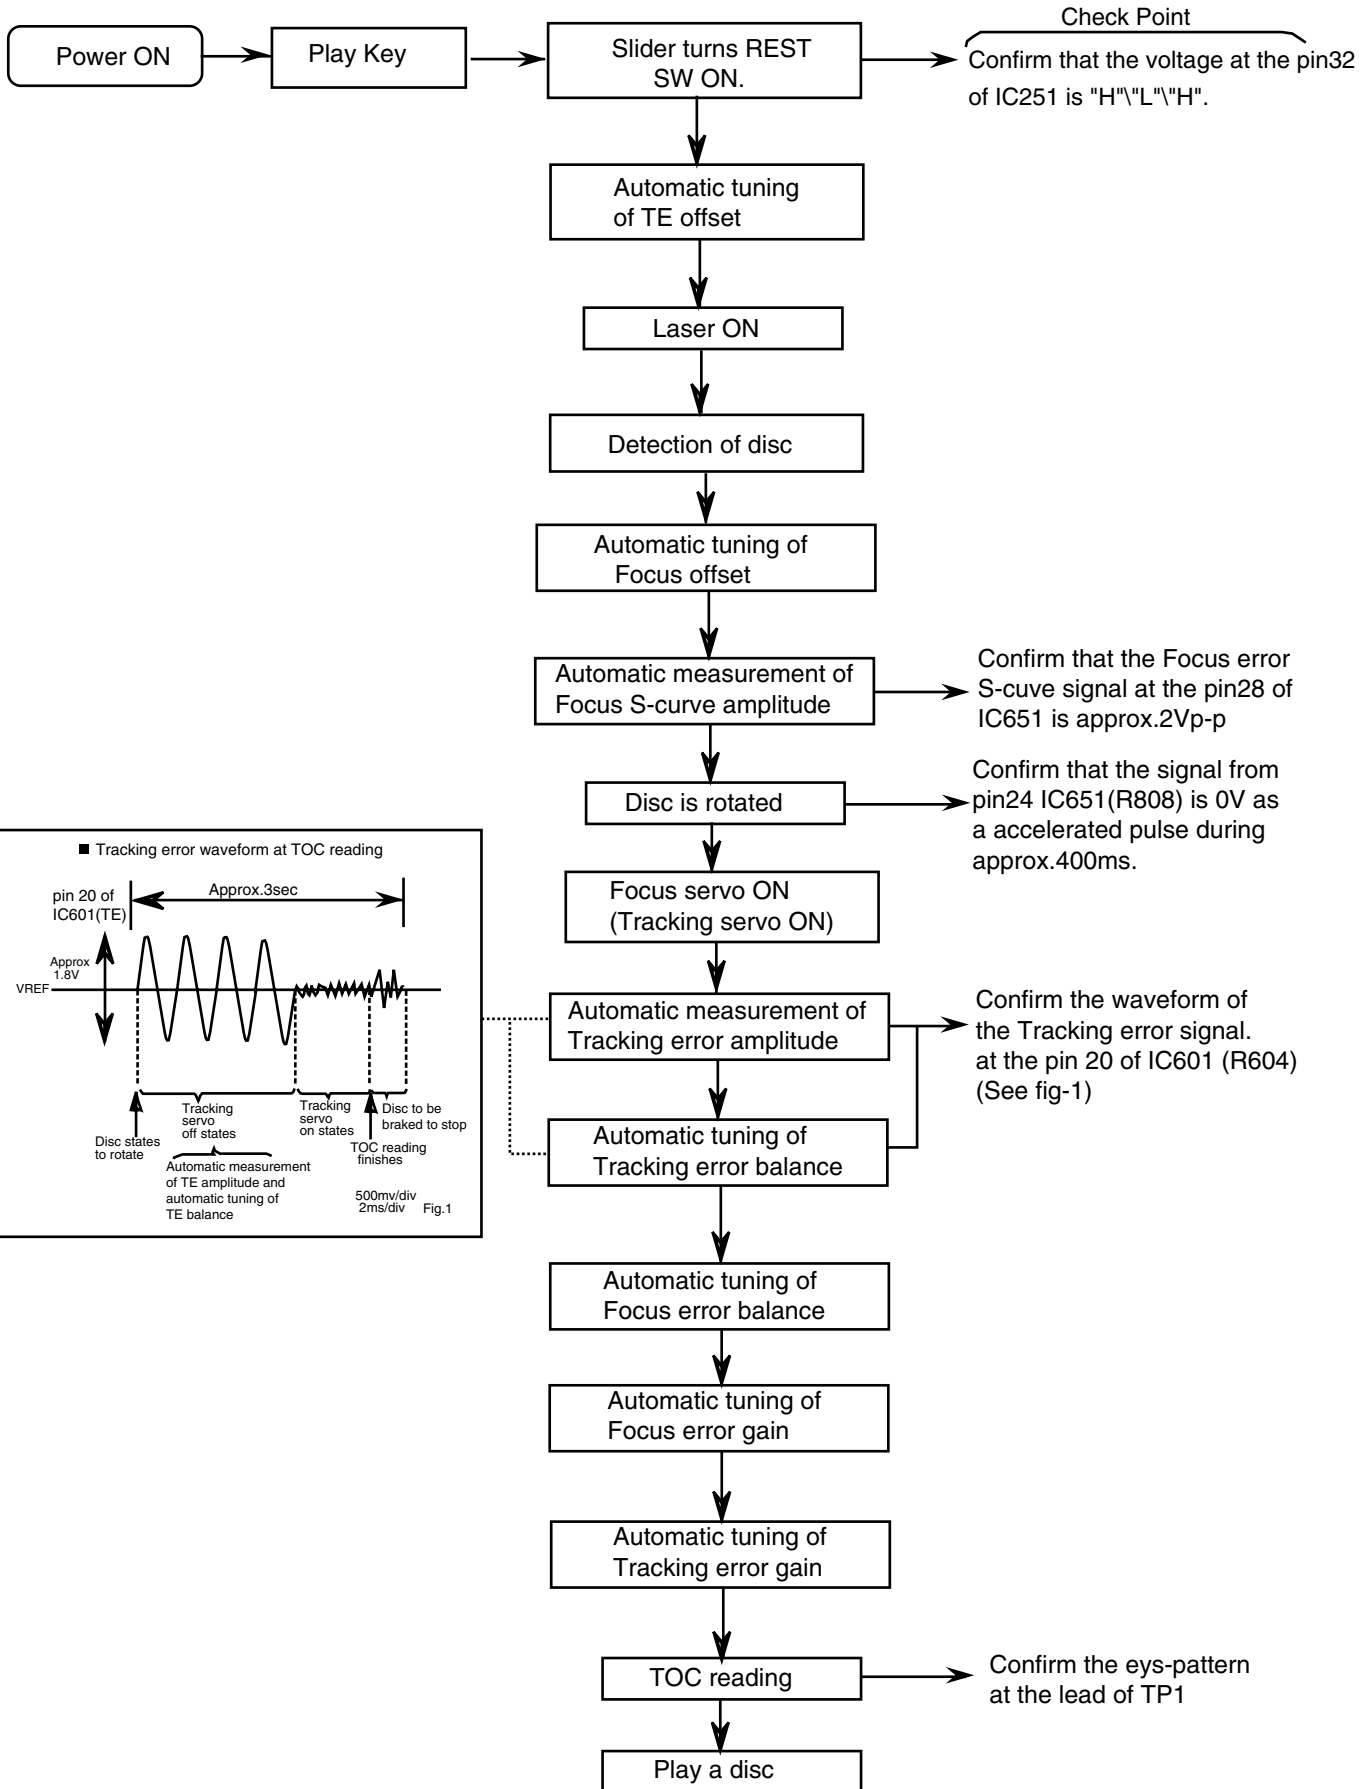 Check Point
Power ON
Play Key
Slider turns REST
SW ON.
Confirm that the voltage at the pin32
of IC251 is "H"\"L"\"H".
Automatic tuning
of TE offset
Laser ON
Detection of disc
Automatic tuning of
Focus offset
Automatic measurement of
Focus S-curve amplitude
Confirm that the Focus error
S-cuve signal at the pin28 of
IC651 is approx.2Vp-p
Disc is rotated
Confirm that the signal from
pin24 IC651(R808) is 0V as
a accelerated pulse during
approx.400ms.
Focus servo ON
(Tracking servo ON)
■ Tracking error waveform at TOC reading
pin 20 of
IC601(TE)
Approx.3sec
Approx
1.8V
VREF
Tracking
servo
off states
Tracking
servo
on states
Disc to be
braked to stop
Disc states
to rotate
TOC reading
finishes
Automatic measurement
of TE amplitude and
automatic tuning of
TE balance
500mv/div
2ms/div
Fig.1
Automatic measurement of
Tracking error amplitude
Confirm the waveform of
the Tracking error signal.
at the pin 20 of IC601 (R604)
(See fig-1)
Automatic tuning of
Tracking error balance
Automatic tuning of
Focus error balance
Automatic tuning of
Focus error gain
Automatic tuning of
Tracking error gain
TOC reading
Confirm the eys-pattern
at the lead of TP1
Play a disc